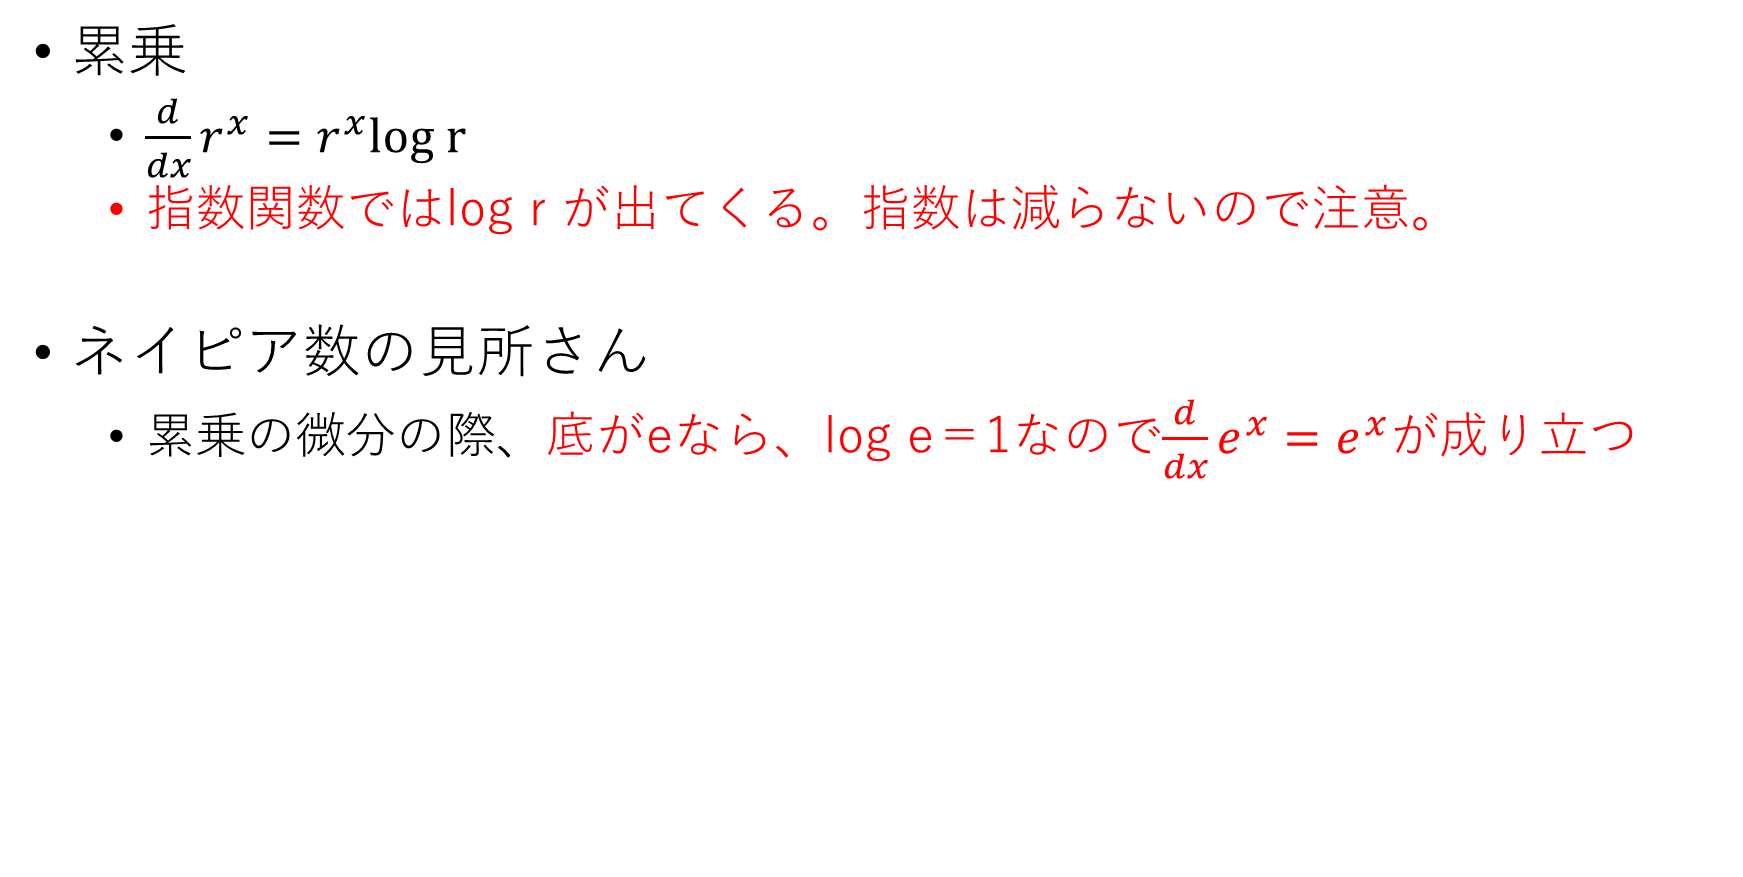 • 累乗
• d/dx r^x = r^x log r
• 指数関数ではlog r が出てくる。指数は減らないので注意。
• ネイピア数の見所さん
• 累乗の微分の際、底がeなら、log e＝1なので d/dx e^x = e^x が成り立つ